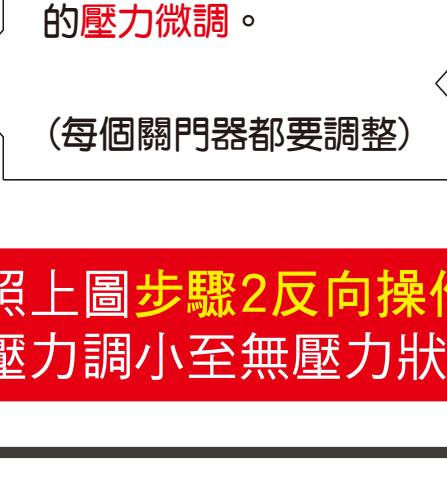 的壓力微調。
（每個關門器都要調整）
照上圖步驟2反向操作
壓力調小至無壓力狀